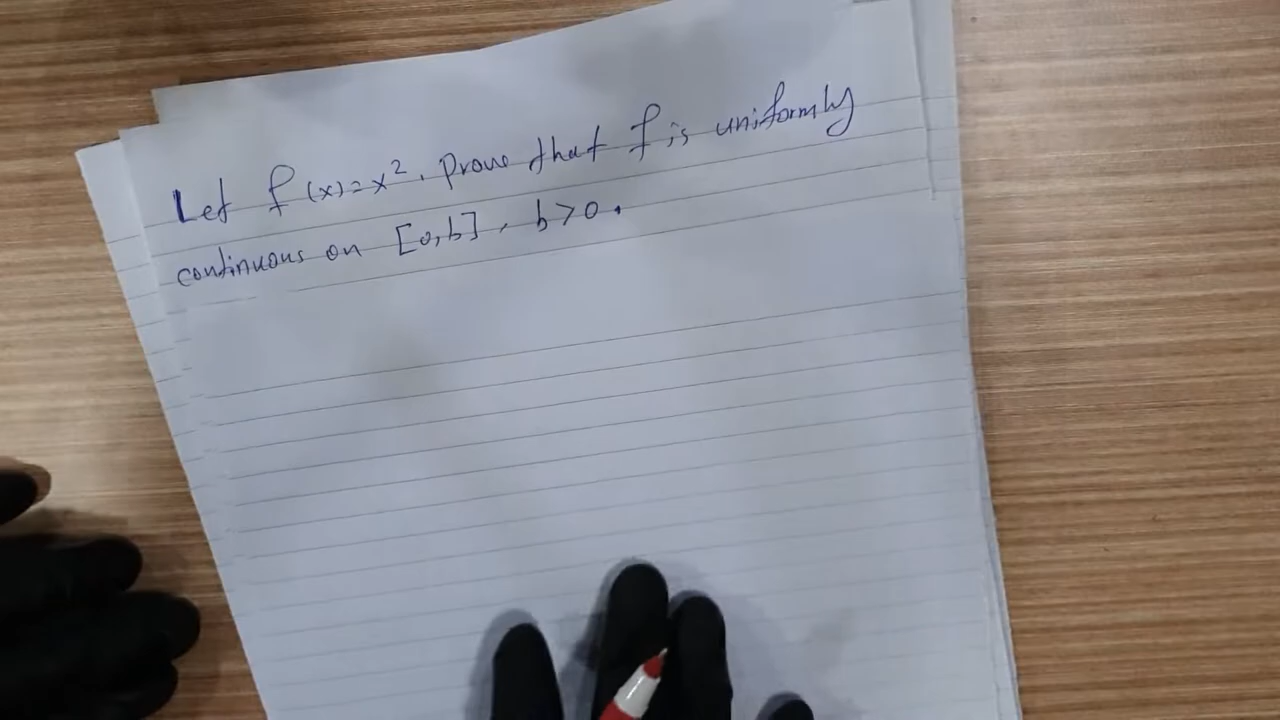 Let f(x)=x². Prove that f is uniformly
continuous on [0,b], b>0.